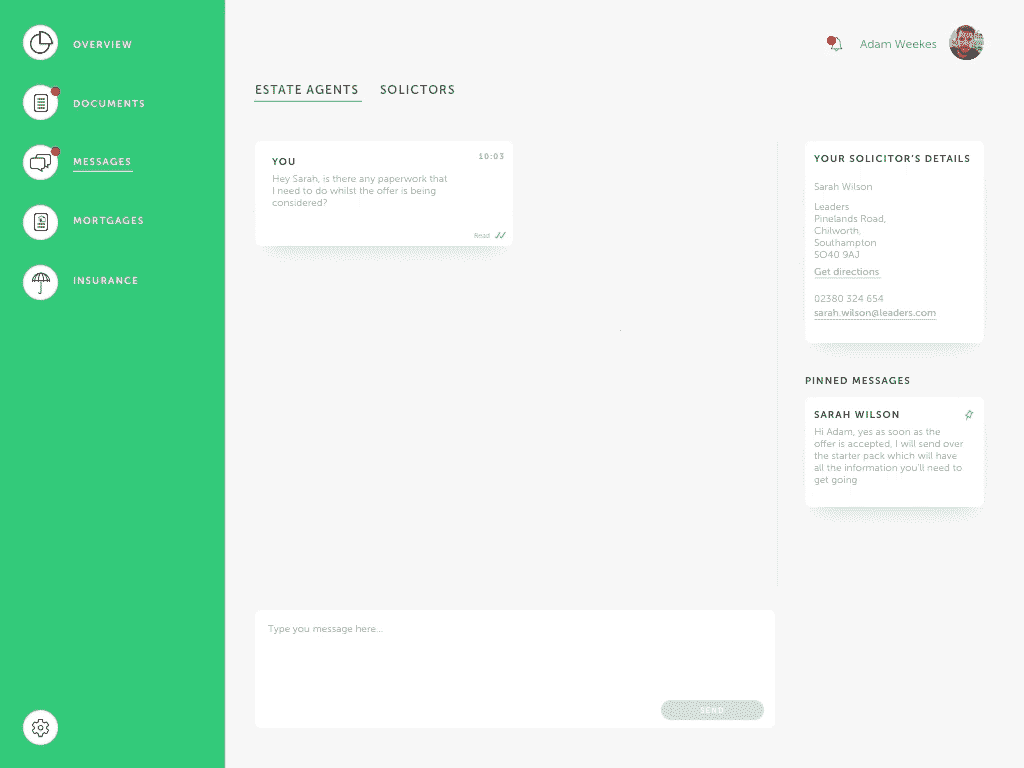 OVERVIEW
DOCUMENTS
MESSAGES
MORTGAGES
INSURANCE
Adam Weekes
ESTATE AGENTS
SOLICITORS
YOU
10:03
Hey Sarah, is there any paperwork that
I need to do whilst the offer is being
considered?
Read
Type you message here...
SEND
YOUR SOLICITOR'S DETAILS
Sarah Wilson
Leaders
Pinelands Road,
Chilworth,
Southampton
SO40 9AJ
Get directions
02380 324 654
sarah.wilson@leaders.com
PINNED MESSAGES
SARAH WILSON
Hi Adam, yes as soon as the
offer is accepted, I will send over
the starter pack which will have
all the information you'll need to
get going